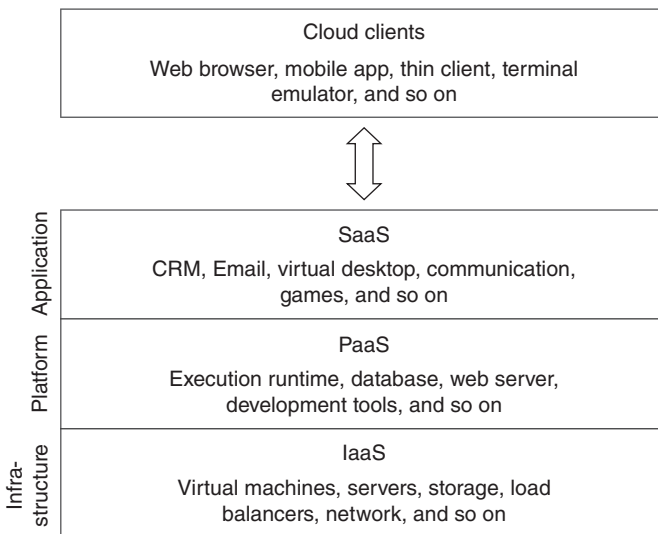 Cloud clients
Web browser, mobile app, thin client, terminal
emulator, and so on
Application
SaaS
CRM, Email, virtual desktop, communication,
games, and so on
Platform
PaaS
Execution runtime, database, web server,
development tools, and so on
Infra-
structure
IaaS
Virtual machines, servers, storage, load
balancers, network, and so on